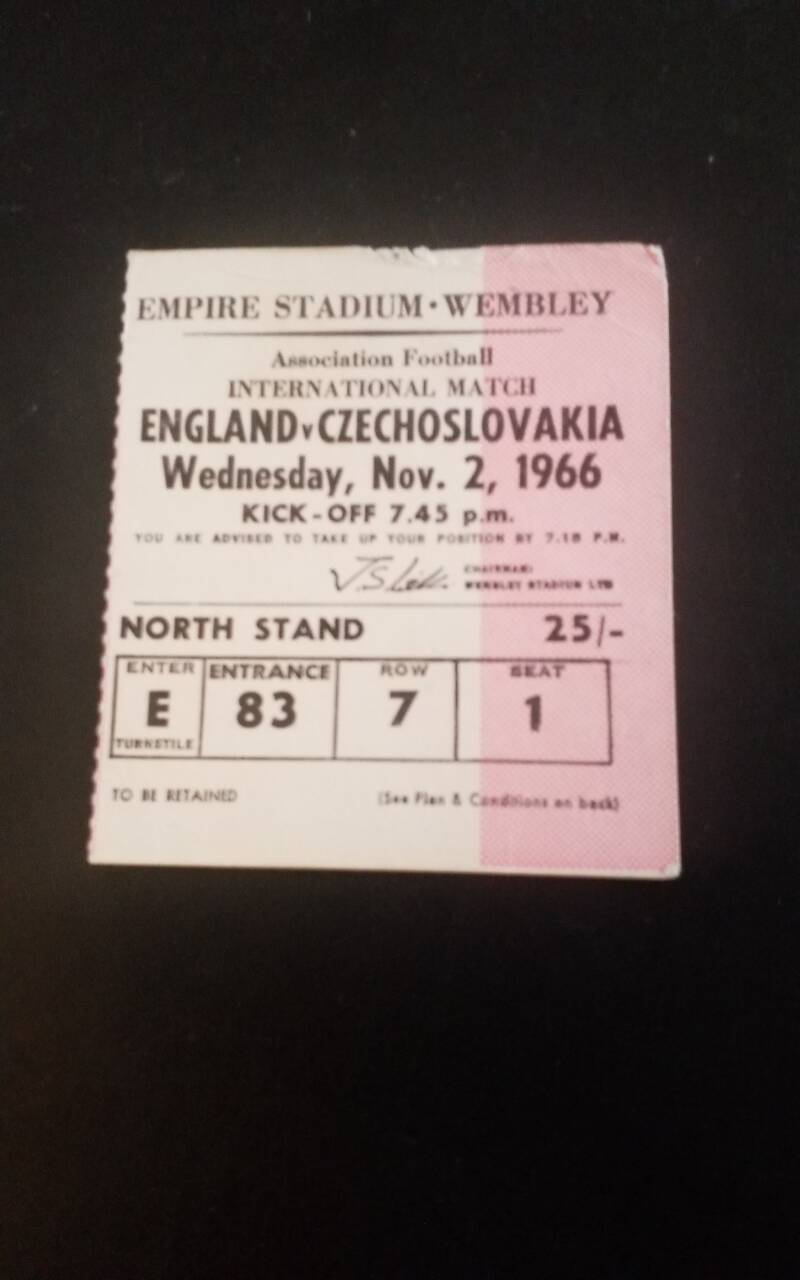 EMPIRE STADIUM · WEMBLEY
Association Football
INTERNATIONAL MATCH
ENGLAND v CZECHOSLOVAKIA
Wednesday, Nov. 2, 1966
KICK-OFF 7.45 p.m.
YOU ARE ADVISED TO TAKE UP YOUR POSITION BY 7.15 P.M.
CHAIRMAN:
WEMBLEY STADIUM LTD
NORTH STAND 25/-
ENTER ENTRANCE ROW SEAT
E 83 7 1
TURNSTILE
TO BE RETAINED (See Plan & Conditions on back)